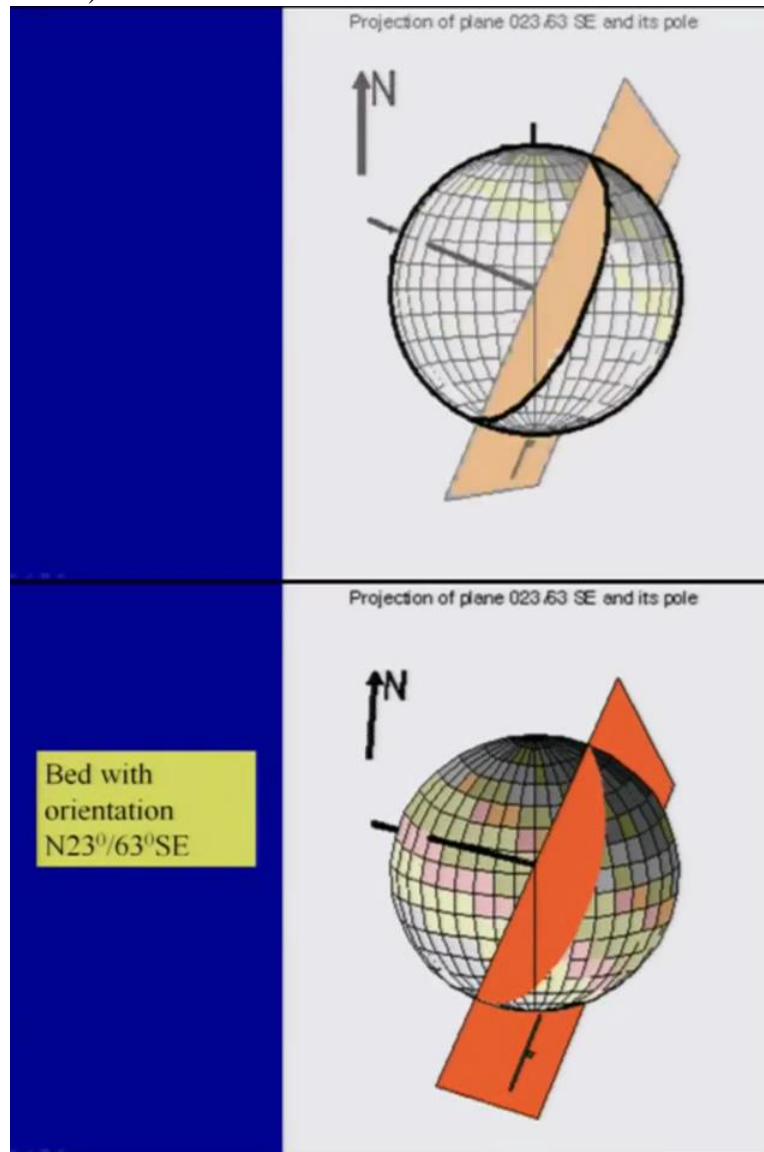 Projection of plane 023/63 SE and its pole
N
Projection of plane 023/63 SE and its pole
N
Bed with
orientation
N23⁰/63⁰SE